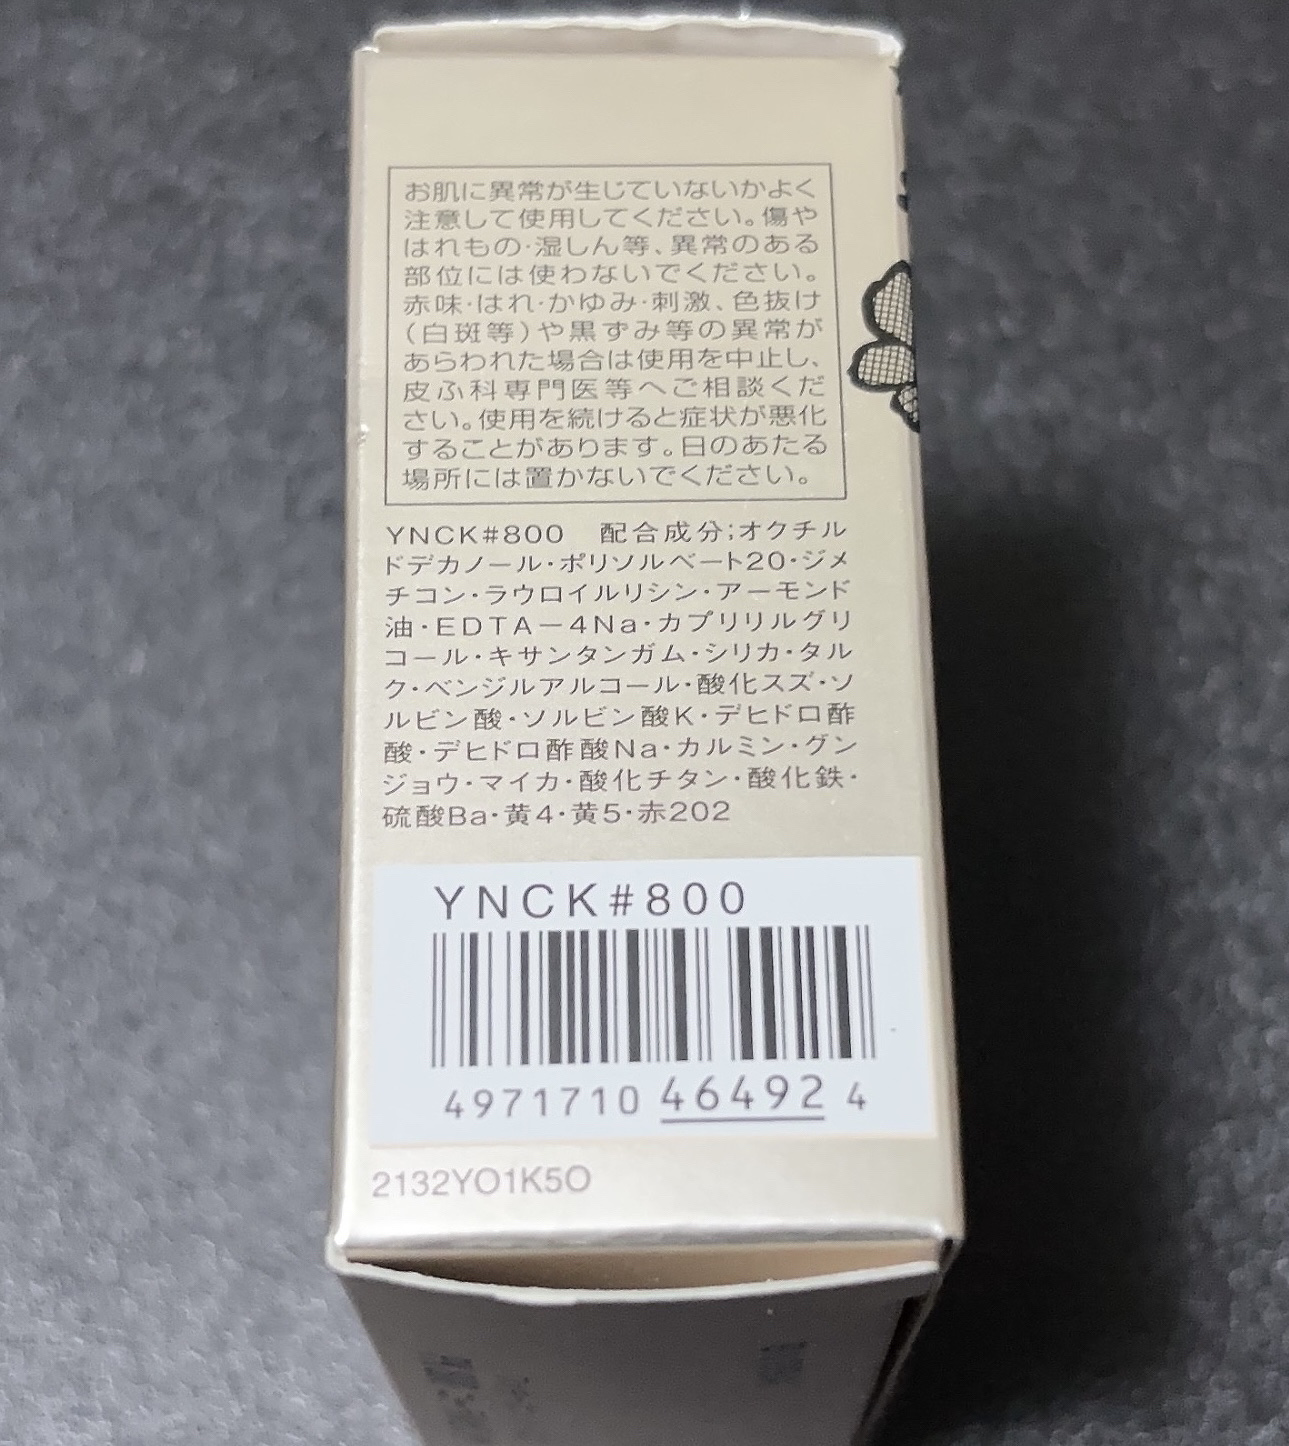 お肌に異常が生じていないかよく
注意して使用してください。傷や
はれもの・湿しん等、異常のある
部位には使わないでください。
赤味・はれ・かゆみ・刺激、色抜け
(白斑等)や黒ずみ等の異常が
あらわれた場合は使用を中止し、
皮ふ科専門医等へご相談くだ
さい。使用を続けると症状が悪化
することがあります。日のあたる
場所には置かないでください。
YNCK#800 配合成分;オクチル
ドデカノール・ポリソルベート20・ジメ
チコン・ラウロイルリシン・アーモンド
油・EDTA－4Na・カプリリルグリ
コール・キサンタンガム・シリカ・タル
ク・ベンジルアルコール・酸化スズ・ソ
ルビン酸・ソルビン酸K・デヒドロ酢
酸・デヒドロ酢酸Na・カルミン・グン
ジョウ・マイカ・酸化チタン・酸化鉄・
硫酸Ba・黄4・黄5・赤202
YNCK#800
4971710 464924
2132YO1K5O